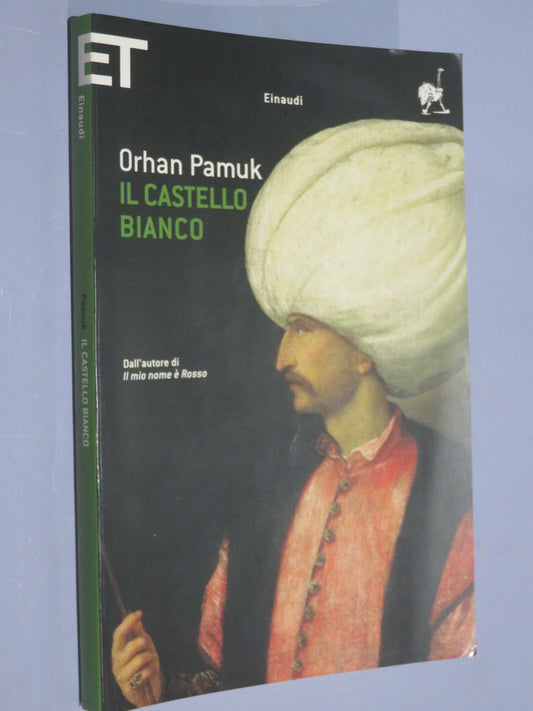 ET
Einaudi
Orhan Pamuk
IL CASTELLO
BIANCO
Dall'autore di
Il mio nome è Rosso
Einaudi
Pamuk IL CASTELLO BIANCO